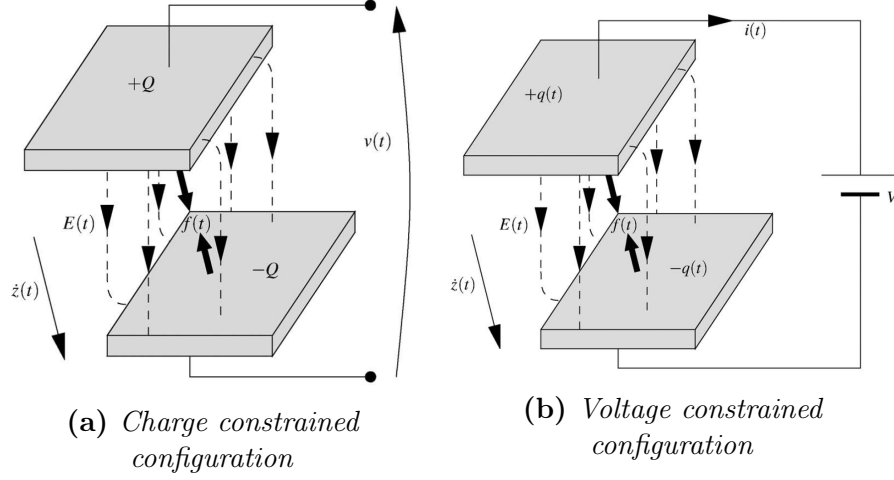 +Q
v(t)
E(t)
f(t)
−Q
ż(t)
(a) Charge constrained
configuration
i(t)
+q(t)
E(t)
f(t)
V
−q(t)
ż(t)
(b) Voltage constrained
configuration